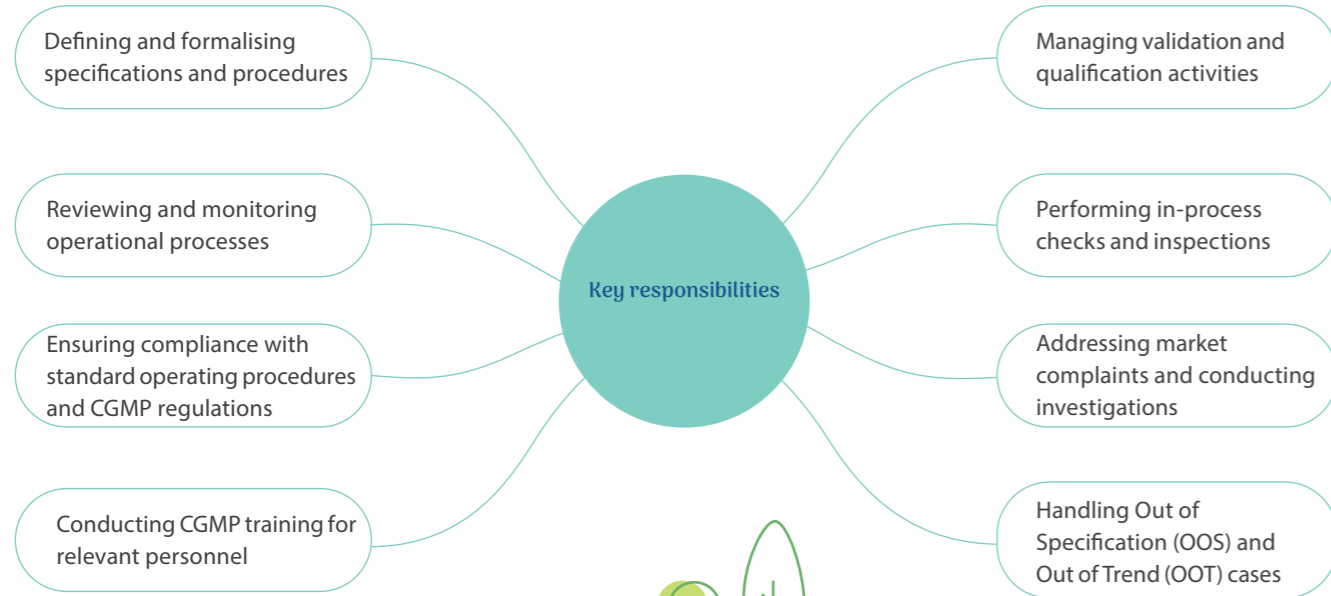 Defining and formalising
specifications and procedures
Reviewing and monitoring
operational processes
Ensuring compliance with
standard operating procedures
and CGMP regulations
Conducting CGMP training for
relevant personnel
Key responsibilities
Managing validation and
qualification activities
Performing in-process
checks and inspections
Addressing market
complaints and conducting
investigations
Handling Out of
Specification (OOS) and
Out of Trend (OOT) cases